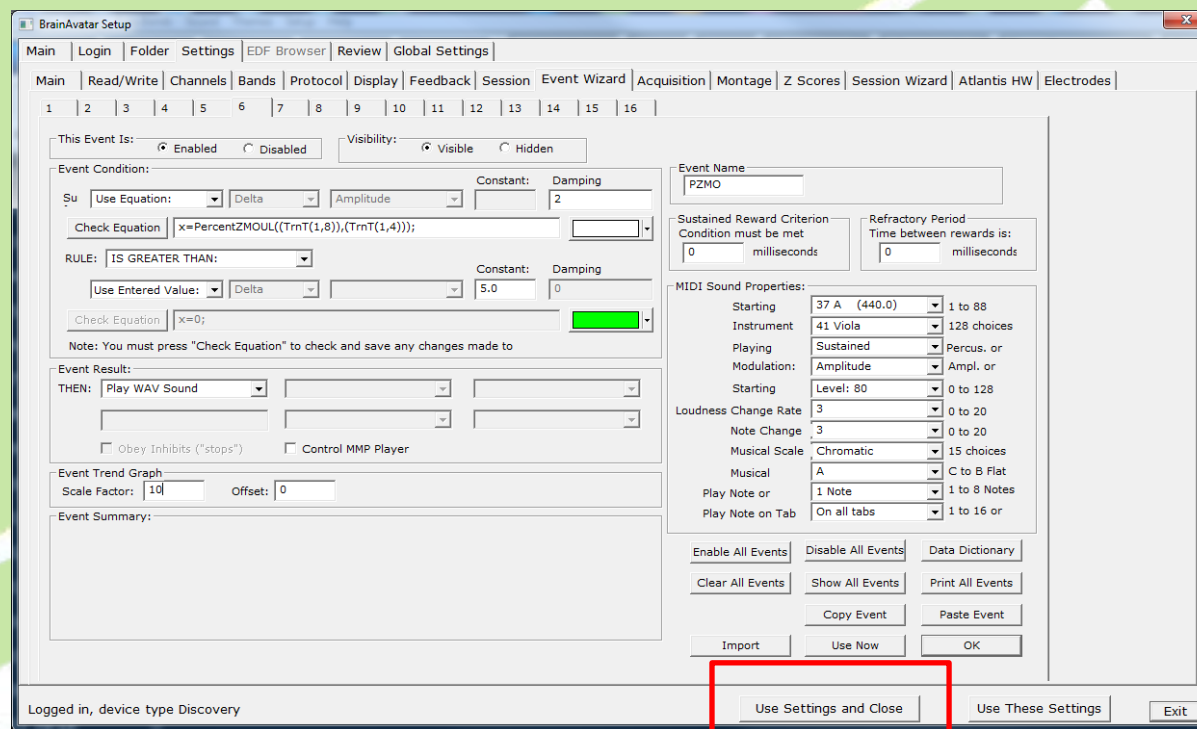 BrainAvatar Setup
Main Login Folder Settings EDF Browser Review Global Settings
Main Read/Write Channels Bands Protocol Display Feedback Session Event Wizard Acquisition Montage Z Scores Session Wizard Atlantis HW Electrodes
1 2 3 4 5 6 7 8 9 10 11 12 13 14 15 16
This Event Is: Enabled Disabled
Visibility: Visible Hidden
Event Condition:
Constant: Damping
Su Use Equation: Delta Amplitude 2
Check Equation x=PercentZMOUL((TrnT(1,8)),(TrnT(1,4)));
RULE: IS GREATER THAN:
Constant: Damping
Use Entered Value: Delta 5.0 0
Check Equation x=0;
Note: You must press "Check Equation" to check and save any changes made to
Event Result:
THEN: Play WAV Sound
Obey Inhibits ("stops") Control MMP Player
Event Trend Graph
Scale Factor: 10 Offset: 0
Event Summary:
Event Name
PZMO
Sustained Reward Criterion
Condition must be met
0 milliseconds
Refractory Period
Time between rewards is:
0 milliseconds
MIDI Sound Properties:
Starting 37 A (440.0) 1 to 88
Instrument 41 Viola 128 choices
Playing Sustained Percus. or
Modulation: Amplitude Ampl. or
Starting Level: 80 0 to 128
Loudness Change Rate 3 0 to 20
Note Change 3 0 to 20
Musical Scale Chromatic 15 choices
Musical A C to B Flat
Play Note or 1 Note 1 to 8 Notes
Play Note on Tab On all tabs 1 to 16 or
Enable All Events Disable All Events Data Dictionary
Clear All Events Show All Events Print All Events
Copy Event Paste Event
Import Use Now OK
Logged in, device type Discovery Use Settings and Close Use These Settings Exit